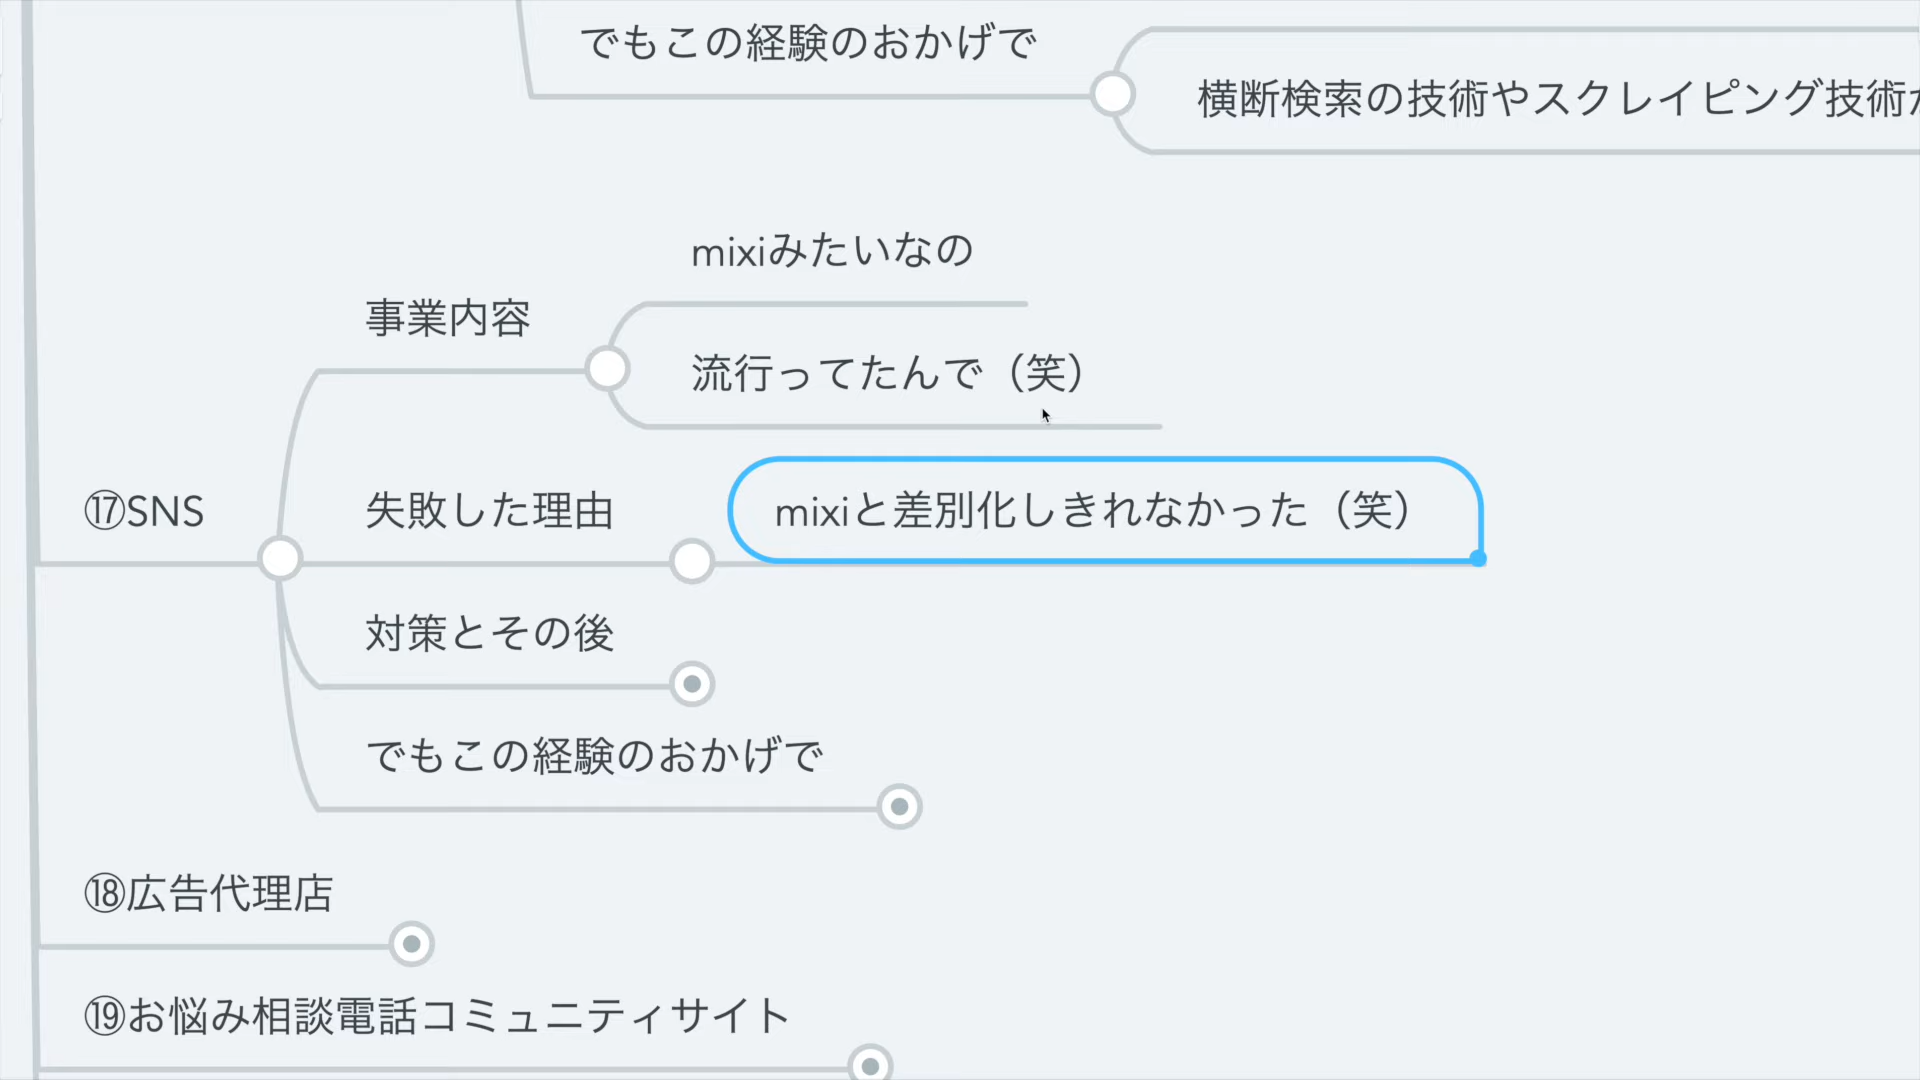 でもこの経験のおかげで
横断検索の技術やスクレイピング技術
mixiみたいなの
事業内容
流行ってたんで（笑）
⑰SNS
失敗した理由
mixiと差別化しきれなかった（笑）
対策とその後
でもこの経験のおかげで
⑱広告代理店
⑲お悩み相談電話コミュニティサイト